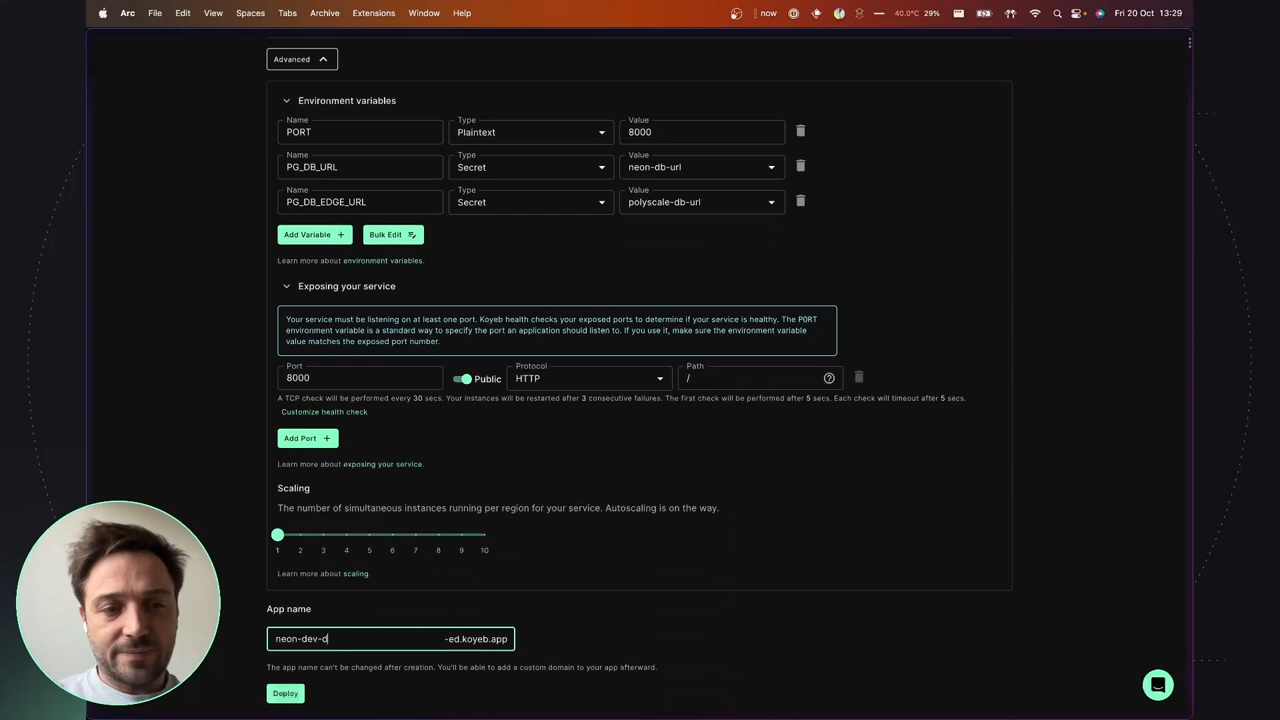 Arc File Edit View Spaces Tabs Archive Extensions Window Help now 40.0°C 29% Fri 20 Oct 13:29
Advanced
Environment variables
Name Type Value
PORT Plaintext 8000
Name Type Value
PG_DB_URL Secret neon-db-url
Name Type Value
PG_DB_EDGE_URL Secret polyscale-db-url
Add Variable + Bulk Edit
Learn more about environment variables.
Exposing your service
Your service must be listening on at least one port. Koyeb health checks your exposed ports to determine if your service is healthy. The PORT
environment variable is a standard way to specify the port an application should listen to. If you use it, make sure the environment variable
value matches the exposed port number.
Port Protocol Path
8000 Public HTTP /
A TCP check will be performed every 30 secs. Your instances will be restarted after 3 consecutive failures. The first check will be performed after 5 secs. Each check will timeout after 5 secs.
Customize health check
Add Port +
Learn more about exposing your service.
Scaling
The number of simultaneous instances running per region for your service. Autoscaling is on the way.
1 2 3 4 5 6 7 8 9 10
Learn more about scaling.
App name
neon-dev-d -ed.koyeb.app
The app name can't be changed after creation. You'll be able to add a custom domain to your app afterward.
Deploy